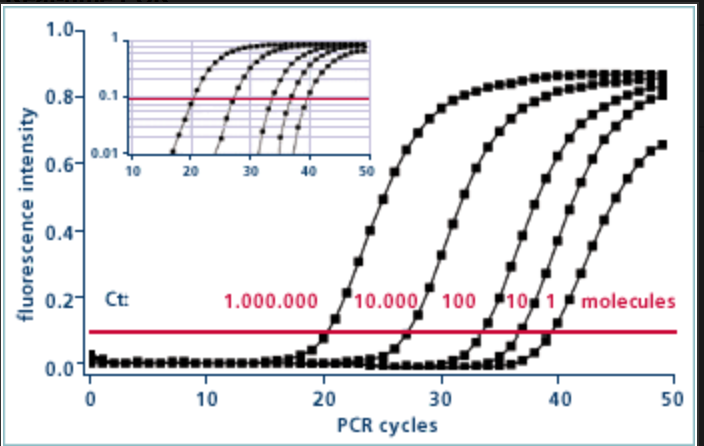 fluorescence intensity
1.0
0.8
0.6
0.4
0.2
0.0
1
0.1
0.01
10 20 30 40 50
Ct: 1.000.000 10.000 100 10 1 molecules
0 10 20 30 40 50
PCR cycles